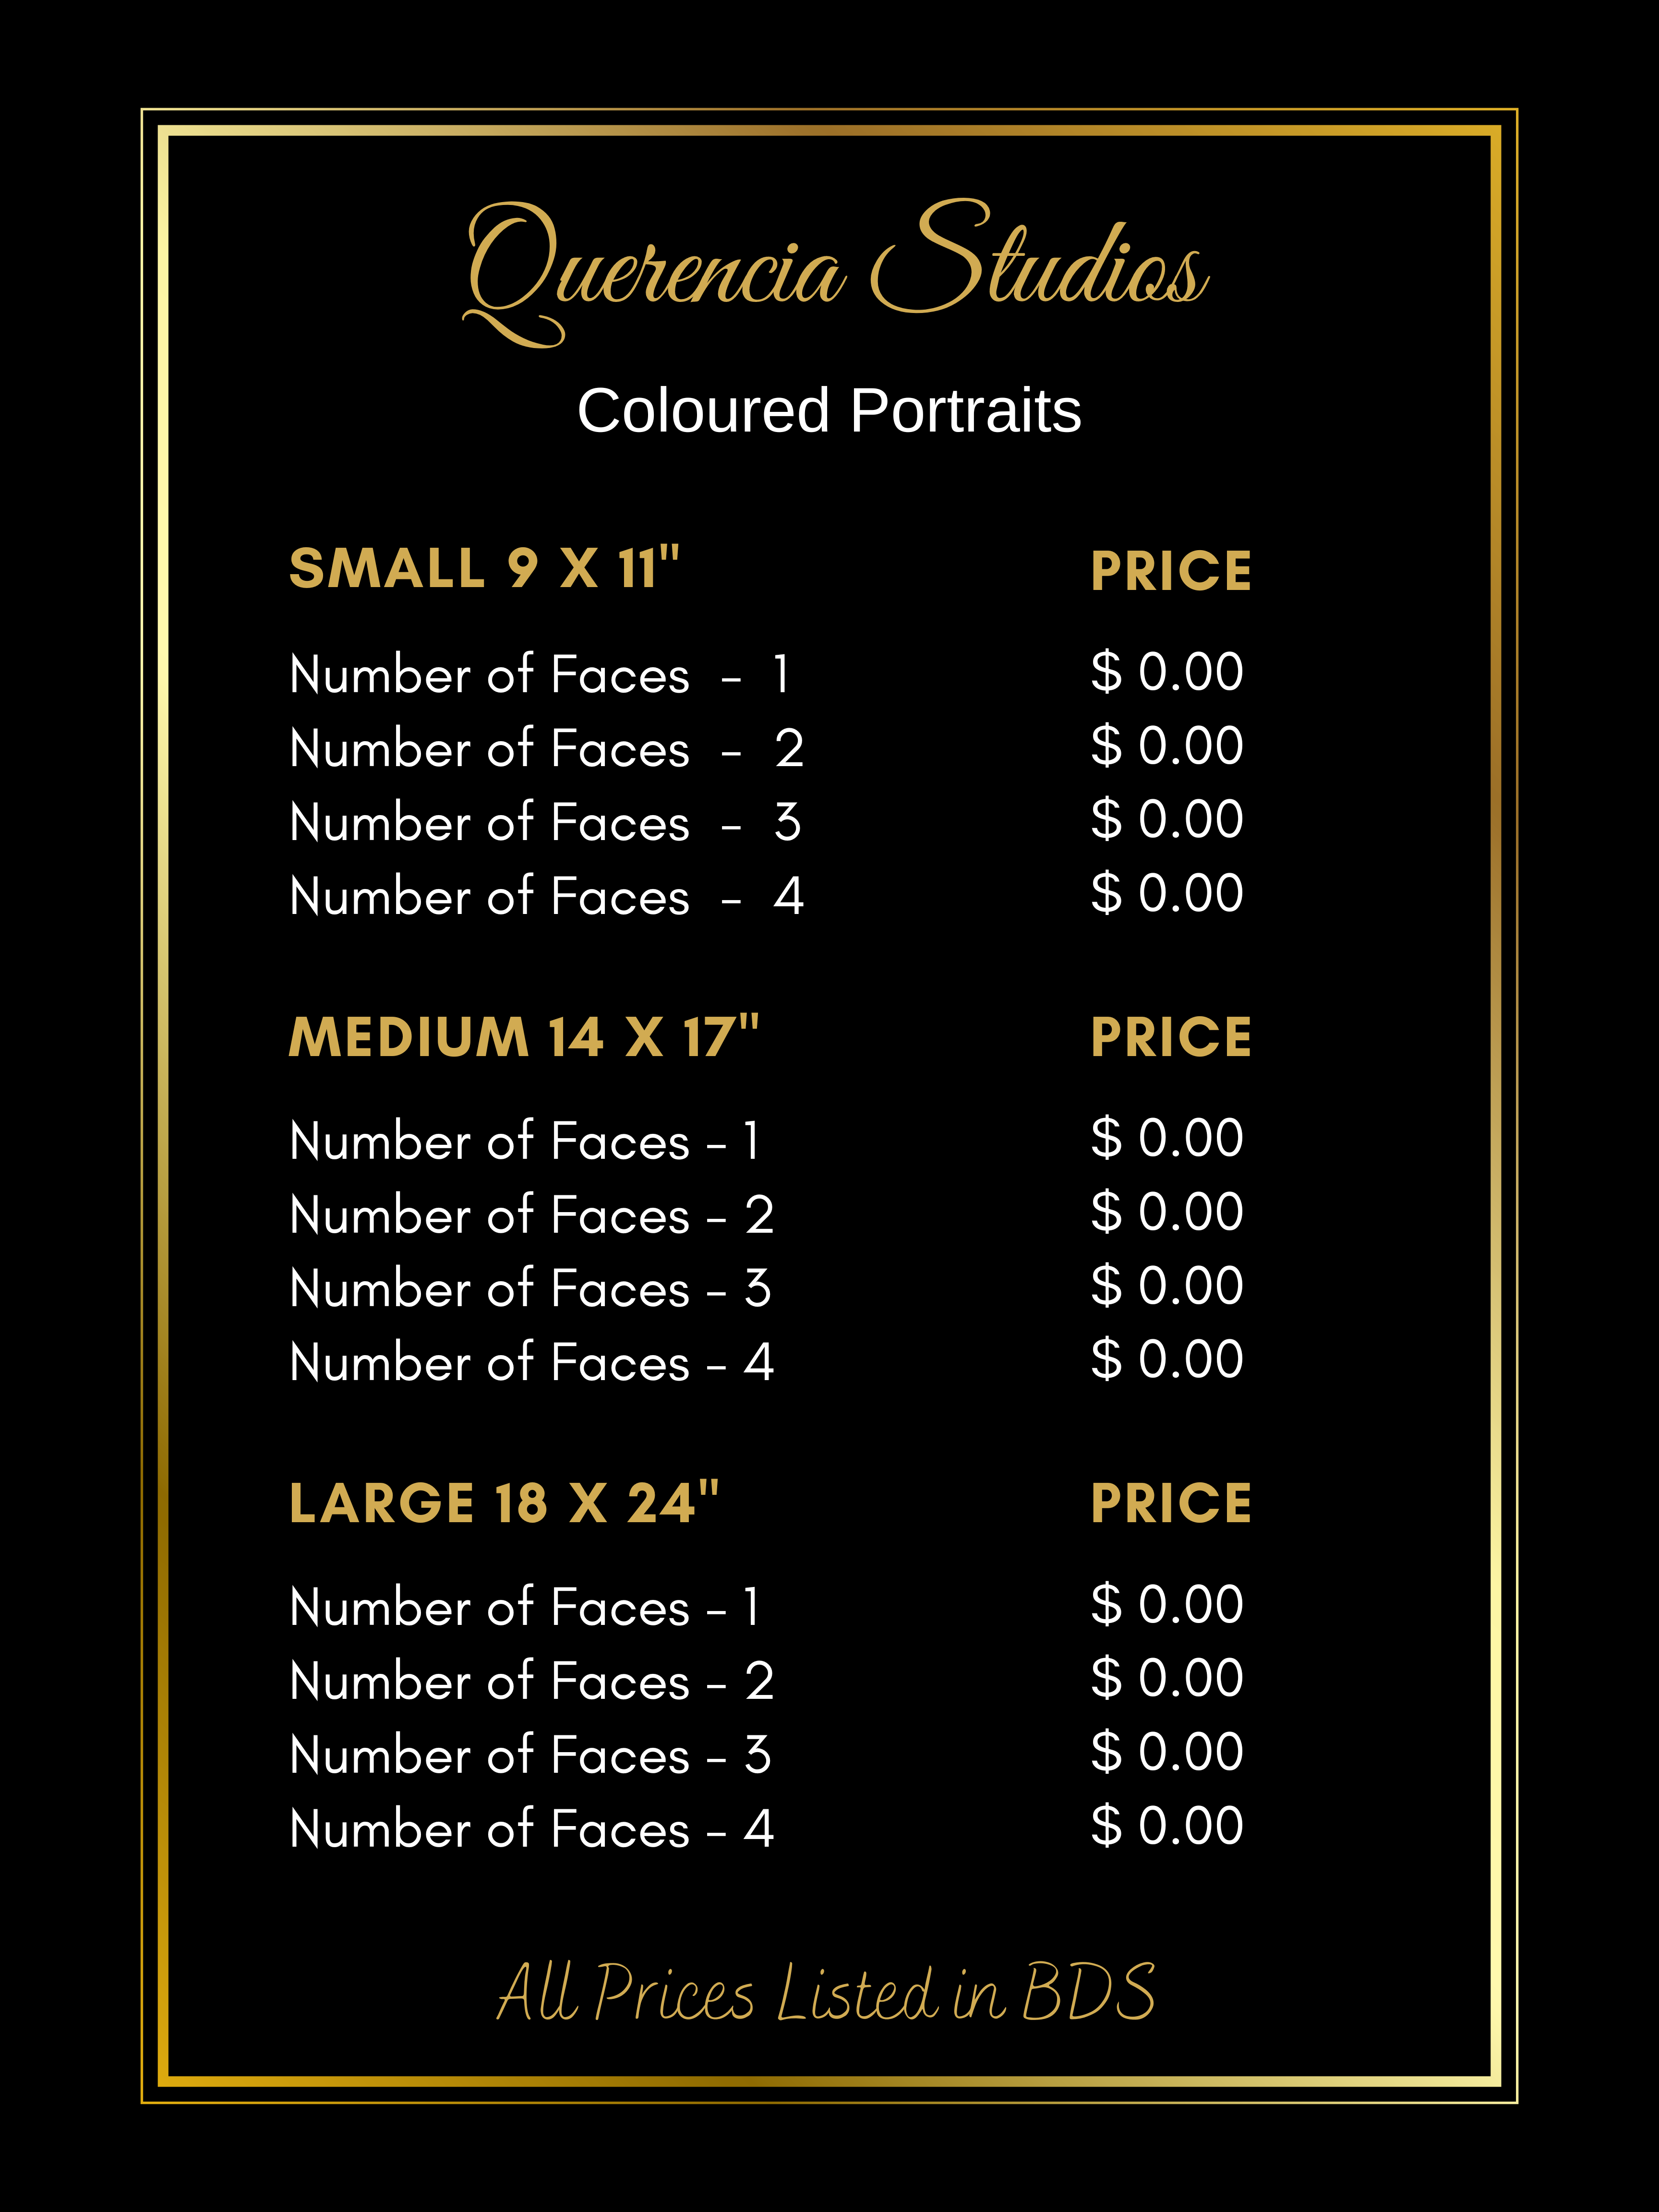 Querencia Studios
Coloured Portraits
SMALL 9 X 11" PRICE
Number of Faces - 1 $ 0.00
Number of Faces - 2 $ 0.00
Number of Faces - 3 $ 0.00
Number of Faces - 4 $ 0.00
MEDIUM 14 X 17" PRICE
Number of Faces - 1 $ 0.00
Number of Faces - 2 $ 0.00
Number of Faces - 3 $ 0.00
Number of Faces - 4 $ 0.00
LARGE 18 X 24" PRICE
Number of Faces - 1 $ 0.00
Number of Faces - 2 $ 0.00
Number of Faces - 3 $ 0.00
Number of Faces - 4 $ 0.00
All Prices Listed in BDS